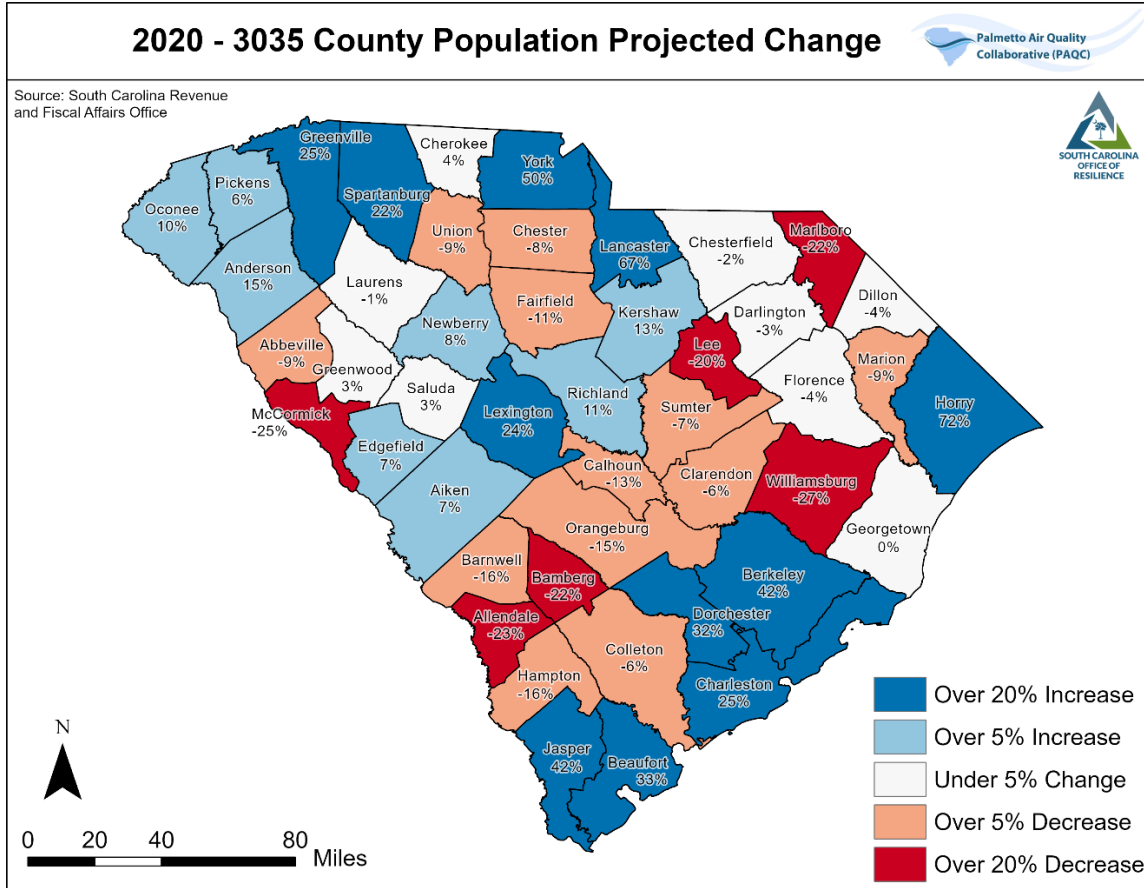 2020 - 3035 County Population Projected Change
Palmetto Air Quality
Collaborative (PAQC)
Source: South Carolina Revenue
and Fiscal Affairs Office
SOUTH CAROLINA
OFFICE OF
RESILIENCE
Greenville
25%
Spartanburg
22%
Cherokee
4%
York
50%
Pickens
6%
Oconee
10%
Anderson
15%
Union
-9%
Chester
-8%
Lancaster
67%
Chesterfield
-2%
Marlboro
-22%
Laurens
-1%
Fairfield
-11%
Kershaw
13%
Darlington
-3%
Dillon
-4%
Newberry
8%
Abbeville
-9%
Greenwood
3%
Saluda
3%
Lee
-20%
Marion
-9%
Florence
-4%
Horry
72%
McCormick
-25%
Edgefield
7%
Lexington
24%
Richland
11%
Sumter
-7%
Aiken
7%
Calhoun
-13%
Clarendon
-6%
Williamsburg
-27%
Georgetown
0%
Orangeburg
-15%
Barnwell
-16%
Bamberg
-22%
Berkeley
42%
Dorchester
32%
Allendale
-23%
Colleton
-6%
Hampton
-16%
Charleston
25%
Jasper
42%
Beaufort
33%
Over 20% Increase
Over 5% Increase
Under 5% Change
Over 5% Decrease
Over 20% Decrease
N
0 20 40 80
Miles